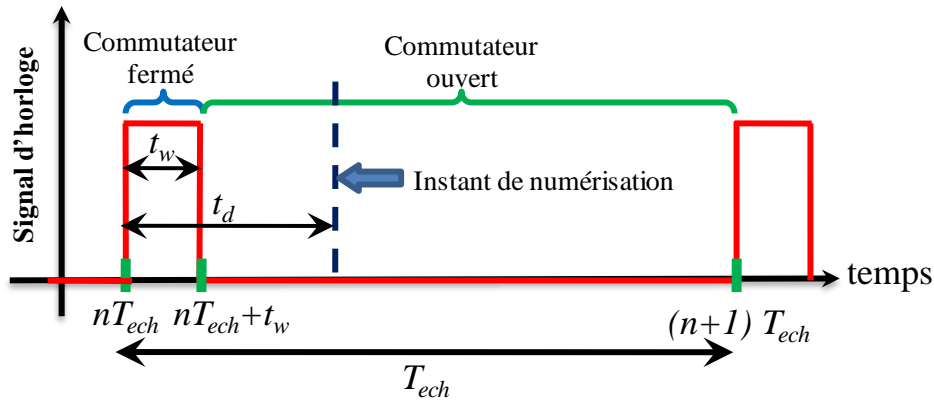 Signal d'horloge
Commutateur
fermé
Commutateur
ouvert
t_w
Instant de numérisation
t_d
temps
nT_ech
nT_ech+t_w
(n+1) T_ech
T_ech